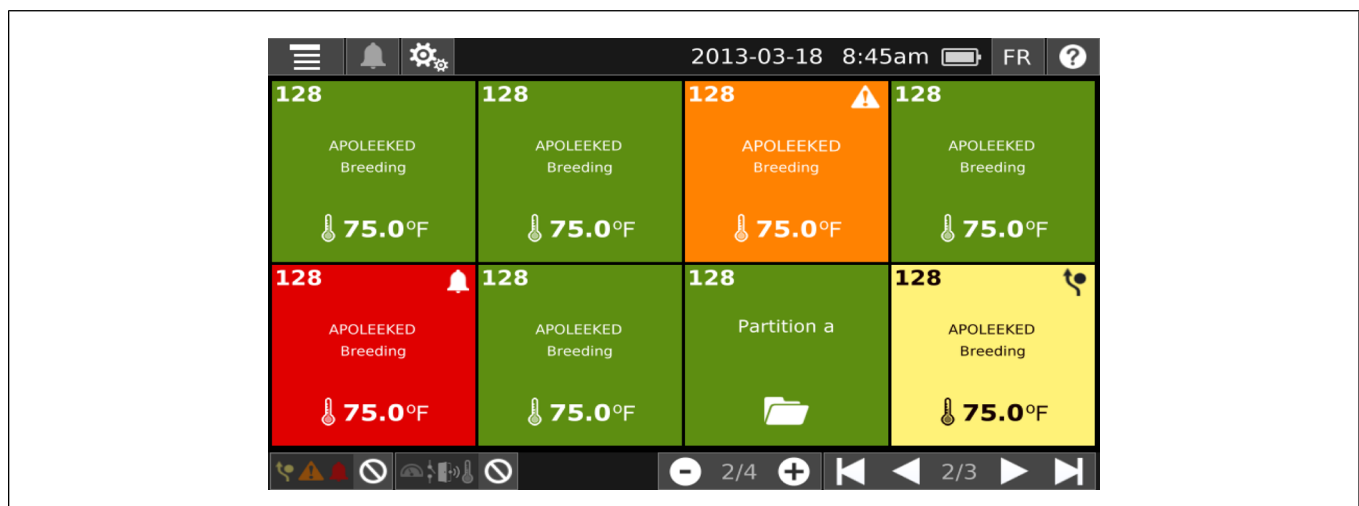 2013-03-18 8:45am FR ?
128 128 128 128
APOLEEKED APOLEEKED APOLEEKED APOLEEKED
Breeding Breeding Breeding Breeding
75.0°F 75.0°F 75.0°F 75.0°F
128 128 128 128
APOLEEKED APOLEEKED Partition a APOLEEKED
Breeding Breeding Breeding
75.0°F 75.0°F 75.0°F
2/4 2/3